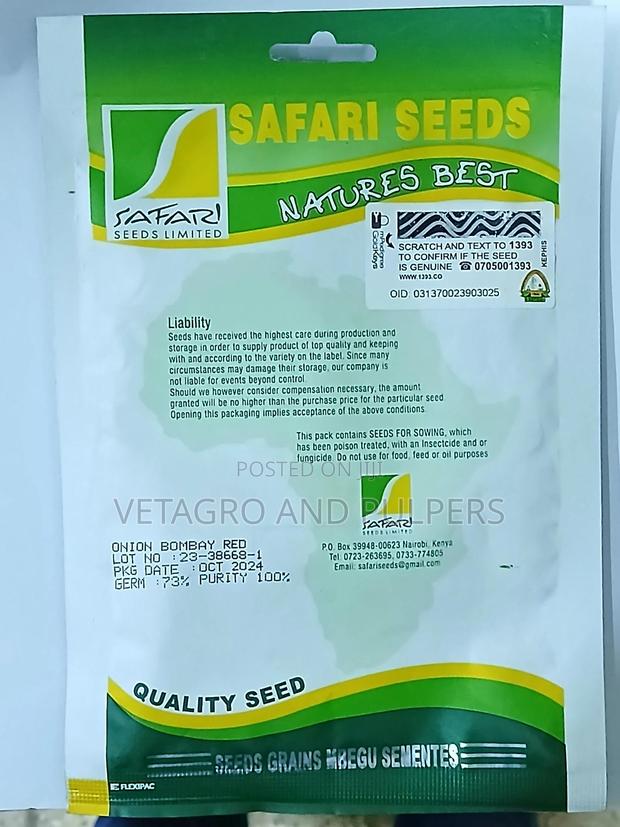 SAFARI SEEDS
NATURES BEST
SAFARI
SEEDS LIMITED
mPedigree
GoldKeys
SCRATCH AND TEXT TO 1393
TO CONFIRM IF THE SEED
IS GENUINE ☎ 0705001393
WWW.1393.CO
KEPHIS
OID: 031370023903025
Liability
Seeds have received the highest care during production and
storage in order to supply product of top quality and keeping
with and according to the variety on the label. Since many
circumstances may damage their storage, our company is
not liable for events beyond control.
Should we however consider compensation necessary, the amount
granted will be no higher than the purchase price for the particular seed.
Opening this packaging implies acceptance of the above conditions.
This pack contains SEEDS FOR SOWING, which
has been poison treated, with an Insectcide and or
fungicide. Do not use for food, feed or oil purposes
POSTED ON JIJI
VETAGRO AND PULPERS
SAFARI
SEEDS LIMITED
P.O. Box 39948-00623 Nairobi, Kenya
Tel: 0723-263695, 0733-774805
Email: safariseeds@gmail.com
ONION BOMBAY RED
LOT NO :23-38668-1
PKG DATE :OCT 2024
GERM :73% PURITY 100%
QUALITY SEED
SEEDS GRAINS MBEGU SEMENTES
FLEXIPAC